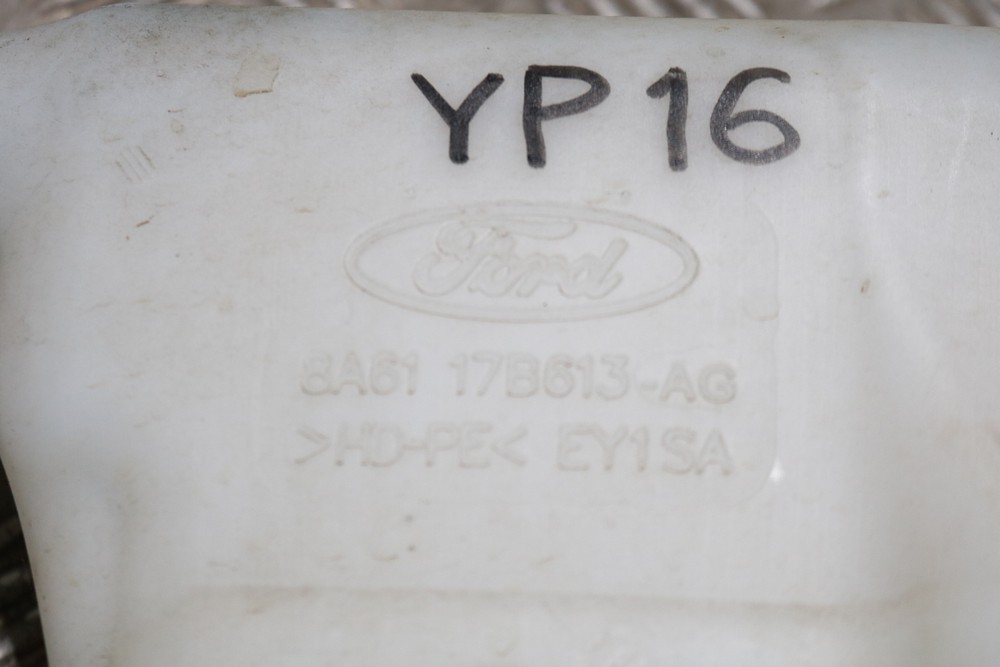 YP16
Ford
8A61 17B613-AG
>HD-PE< EY1SA